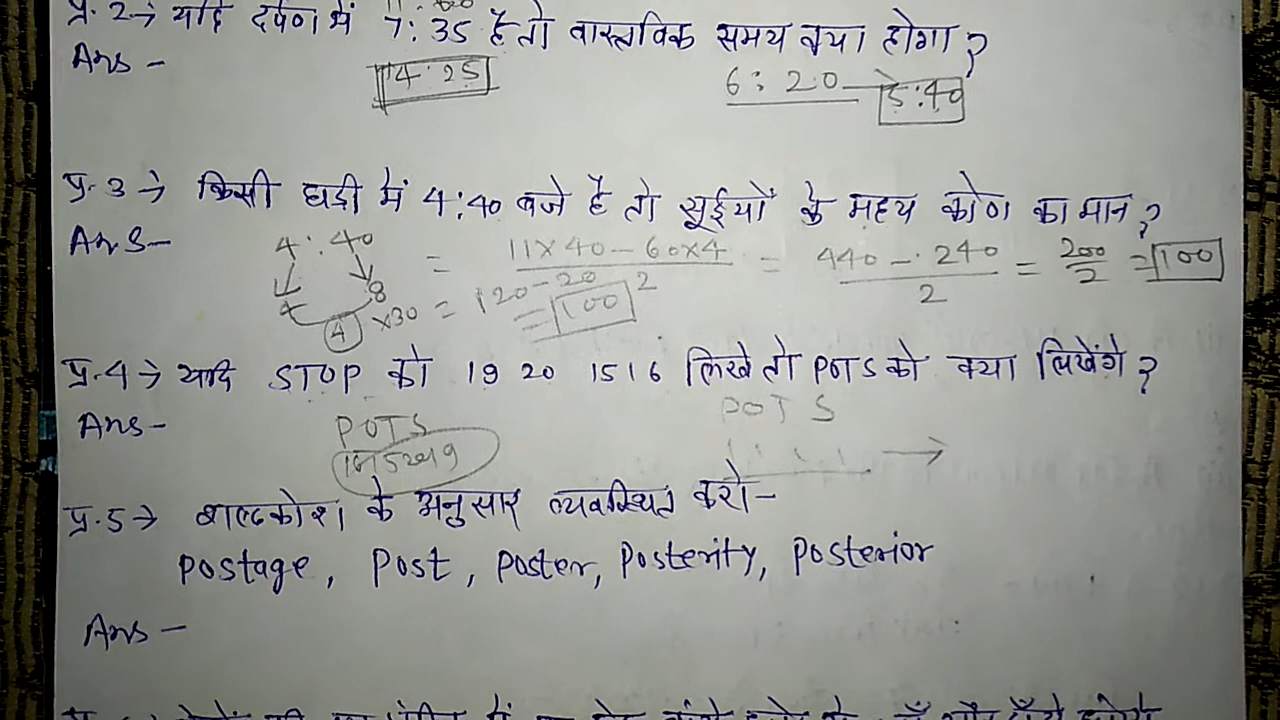 प्र.2→ यदि दर्पण में 7:35 है तो वास्तविक समय क्या होगा?
Ans - 4:25 6:20 5:40
प्र.3→ किसी घड़ी में 4:40 बजे है तो सूईयों के मध्य कोण का मान?
Ans- 4:40 = 11×40-60×4 / 2 = 440-240 / 2 = 200/2 = 100
4 8
4 ×30 = 120-20 = 100
प्र.4→ यदि STOP को 19 20 15 16 लिखे तो POTS को क्या लिखेंगे?
Ans- POTS POTS
→
प्र.5→ शब्दकोश के अनुसार व्यवस्थित करो-
Postage, Post, Poster, Posterity, Posterior
Ans -